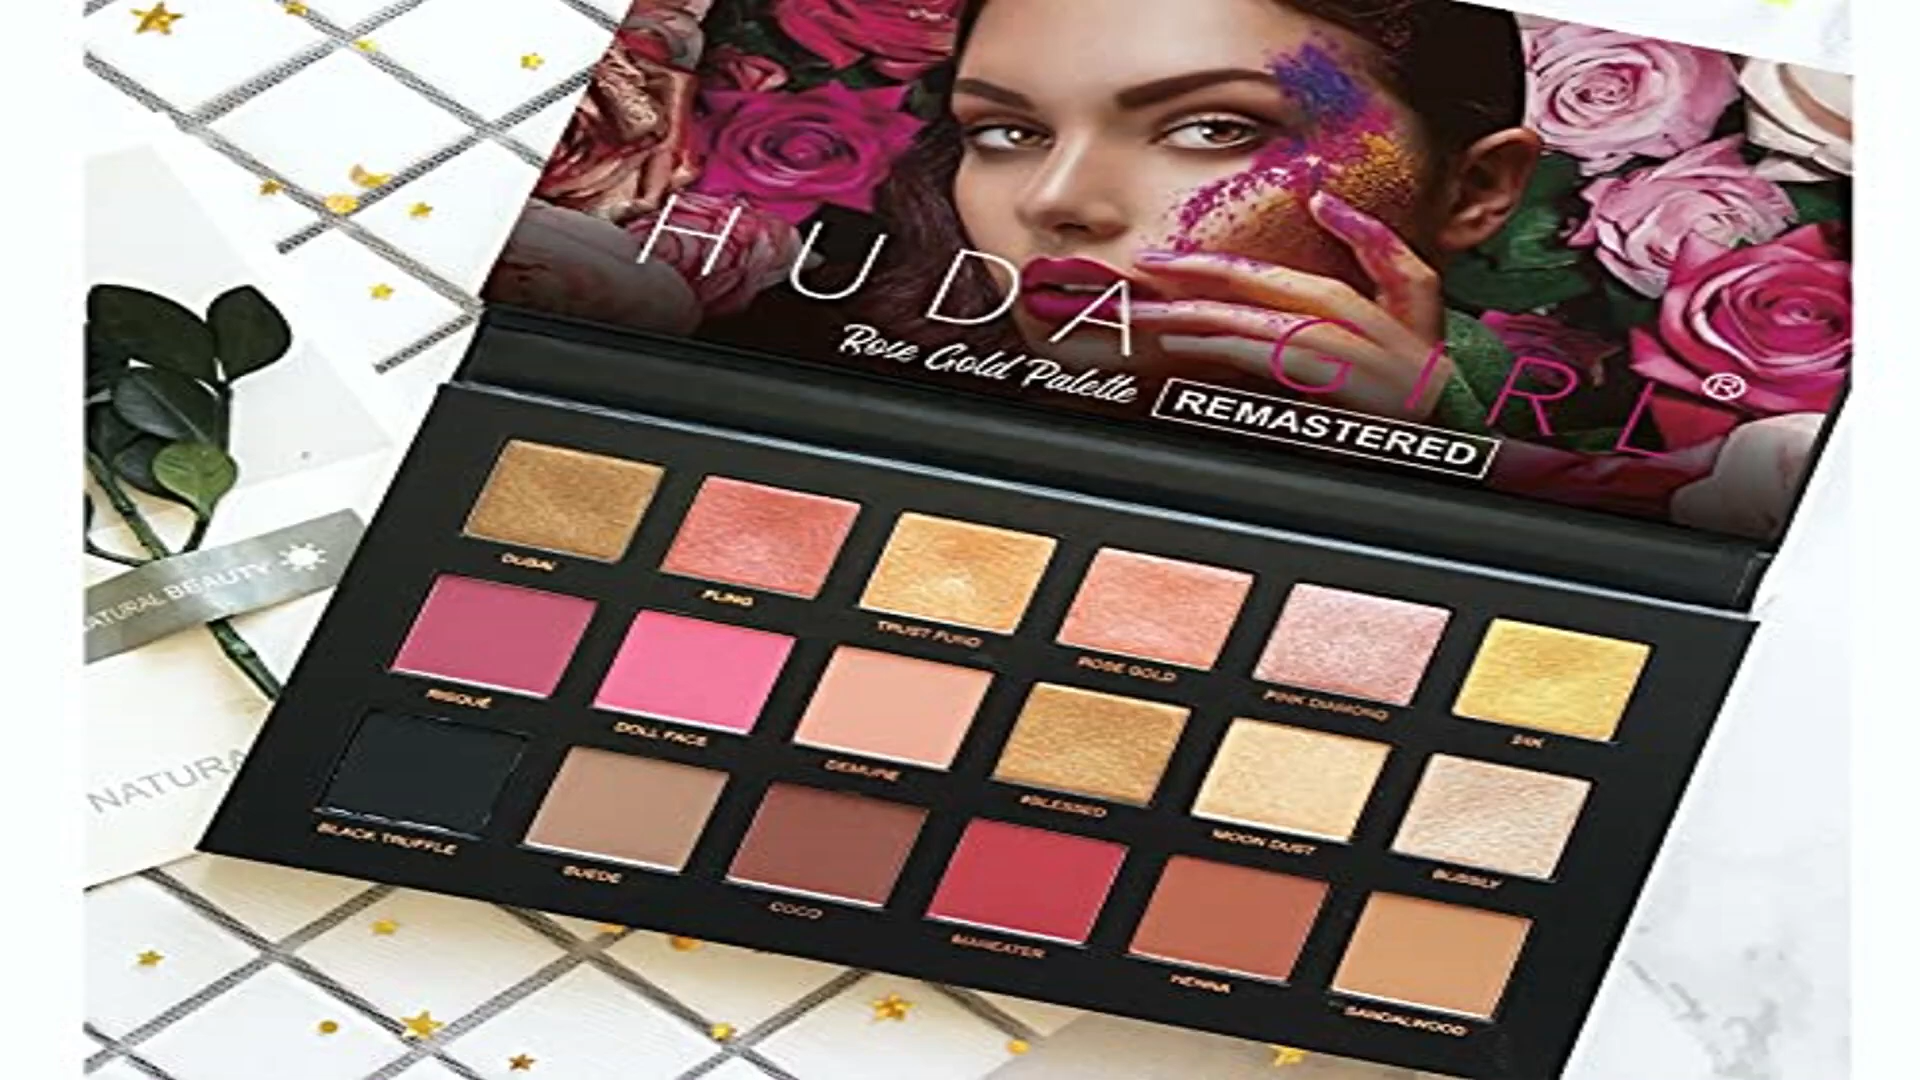 HUDA GIRL®
Rose Gold Palette REMASTERED
DUBAI
FLING
TRUST FUND
ROSE GOLD
PINK DIAMOND
24K
RISQUÉ
DOLL FACE
DEMURE
#BLESSED
MOON DUST
BUBBLY
BLACK TRUFFLE
SUEDE
COCO
MANEATER
HENNA
SANDALWOOD
NATURAL BEAUTY
NATURA